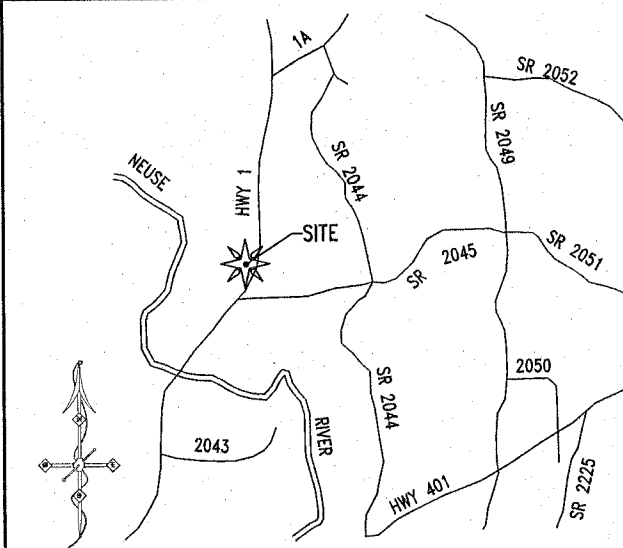 1A
SR 2052
SR 2049
NEUSE
SR 2044
HWY 1
SITE
SR 2045
SR 2051
2050
SR 2044
RIVER
2043
HWY 401
SR 2225